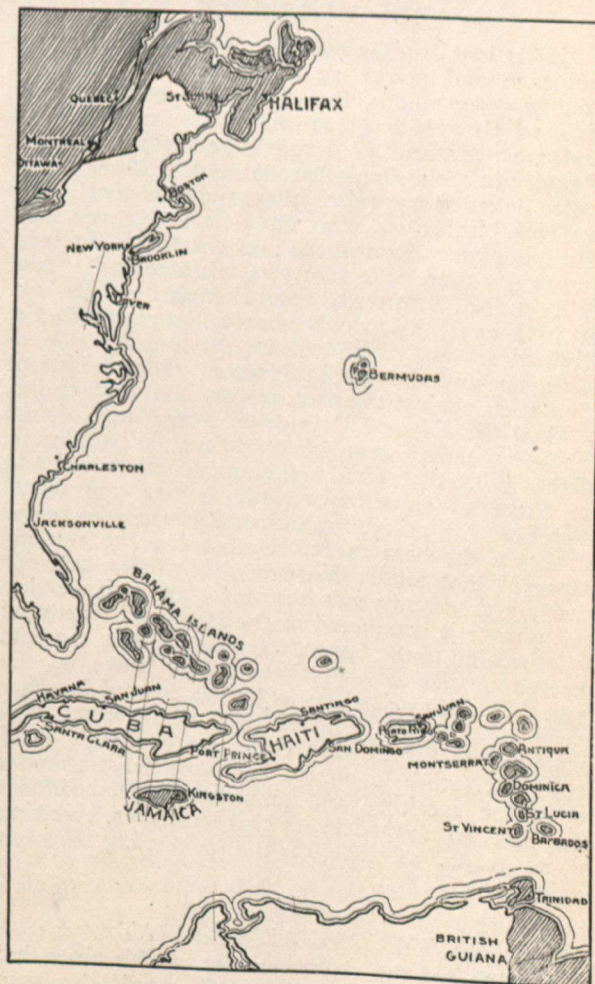 QUEBEC
ST JOHN
HALIFAX
MONTREAL
OTTAWA
BOSTON
NEW YORK
BROOKLIN
DOVER
BERMUDAS
CHARLESTON
JACKSONVILLE
BAHAMA ISLANDS
HAVANA
SAN JUAN
CUBA
SANTA CLARA
SANTIAGO
SAN JUAN
PORTO RICO
HAITI
PORT PRINCE
SAN DOMINGO
ANTIQUA
MONTSERRAT
DOMINICA
KINGSTON
JAMAICA
ST LUCIA
ST VINCENT
BARBADOS
TRINIDAD
BRITISH
GUIANA